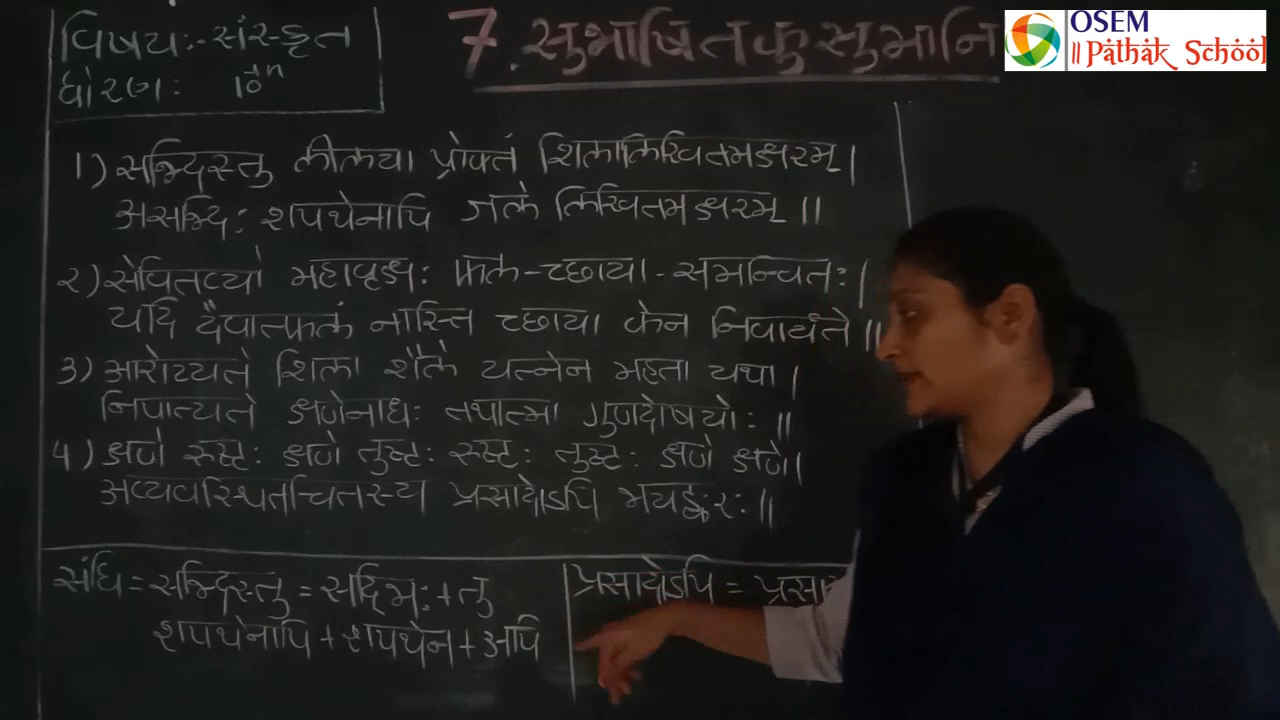 विषय:- संस्कृत
ધોરણ: 10th
7. सुभाषितकुसुमानि
OSEM
॥ Pathak School
1) सद्भिस्तु लीलया प्रोक्तं शिलालिखितमक्षरम् ।
असद्भि: शपथेनापि जले लिखितमक्षरम् ॥
२) सेवितव्यो महावृक्ष: फल-च्छाया-समन्वित: ।
यदि दैवात्फलं नास्ति च्छाया केन निवार्यते ॥
3) आरोप्यते शिला शैले यत्नेन महता यथा ।
निपात्यते क्षणेनाध: तथात्मा गुणदोषयो: ॥
4) क्षणे रुष्ट: क्षणे तुष्ट: रुष्ट: तुष्ट: क्षणे क्षणे।
अव्यवस्थितचितस्य प्रसादोऽपि भयङ्कर: ॥
संधि = सद्भिस्तु = सद्भि: + तु
शपथेनापि + शपथेन + अपि
प्रसादोऽपि =